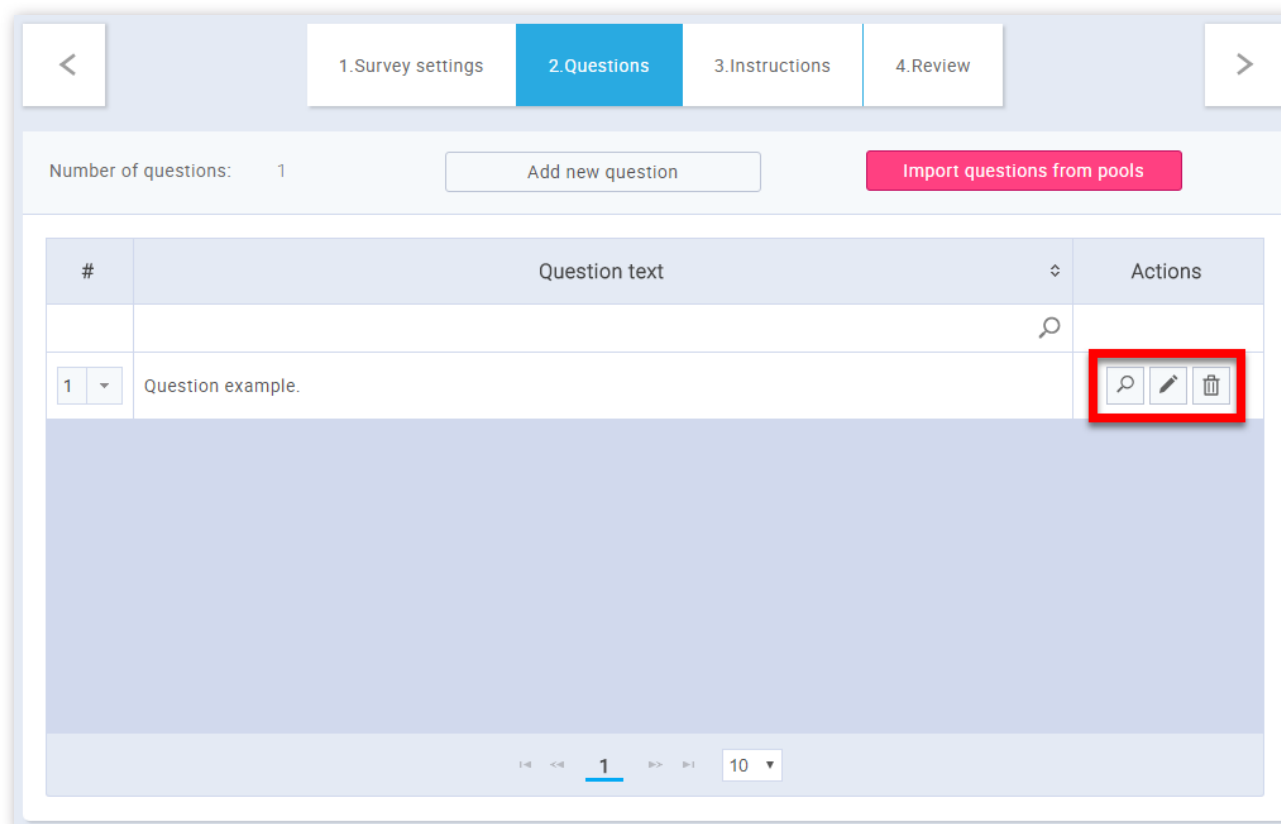 1.Survey settings 2.Questions 3.Instructions 4.Review
Number of questions: 1 Add new question Import questions from pools
# Question text Actions
1 Question example.
1 10